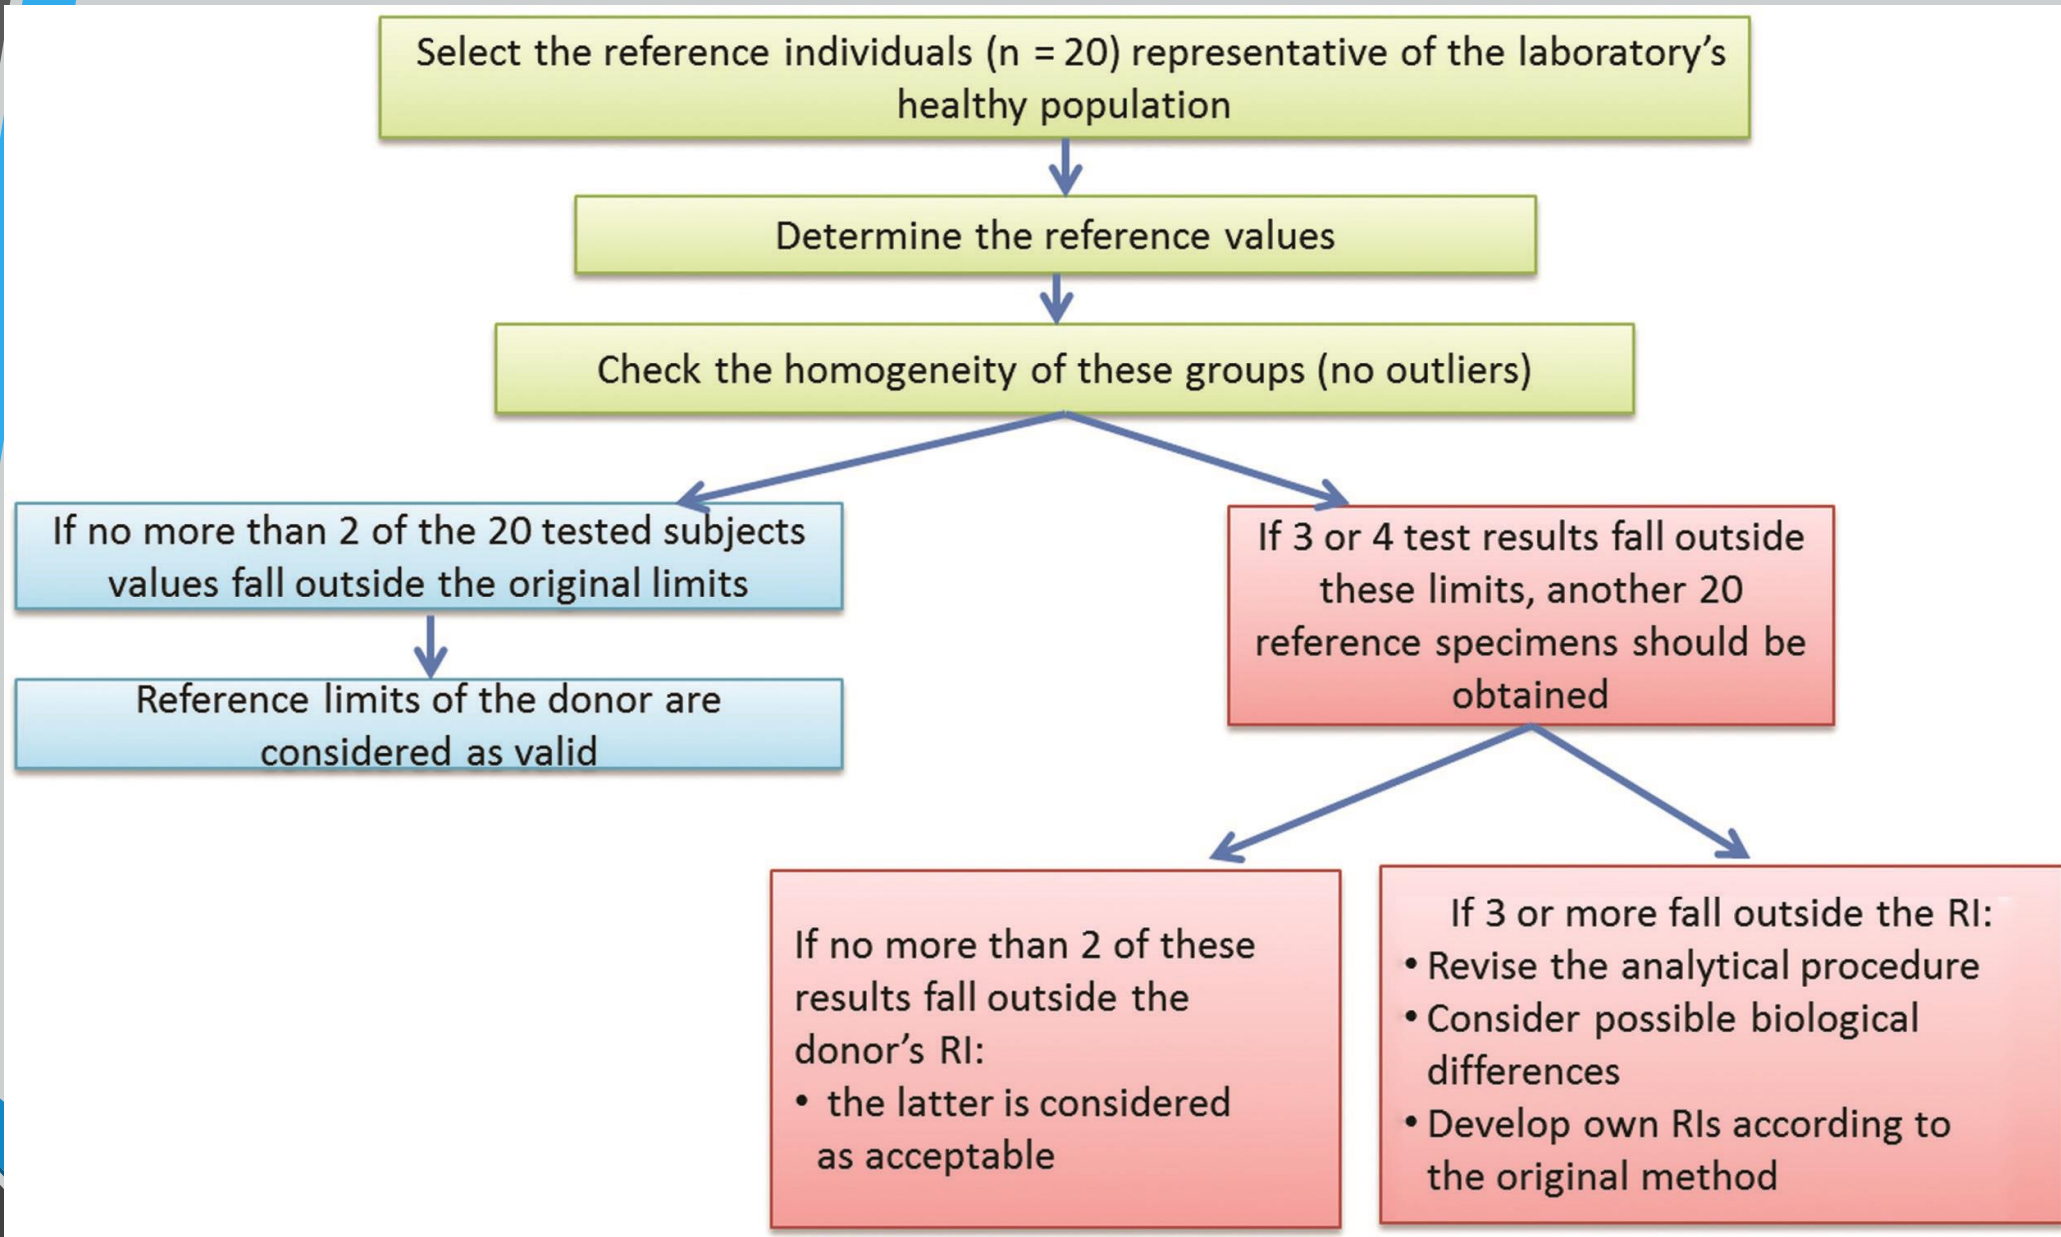 Select the reference individuals (n = 20) representative of the laboratory’s
healthy population
Determine the reference values
Check the homogeneity of these groups (no outliers)
If no more than 2 of the 20 tested subjects
values fall outside the original limits
Reference limits of the donor are
considered as valid
If 3 or 4 test results fall outside
these limits, another 20
reference specimens should be
obtained
If no more than 2 of these
results fall outside the
donor’s RI:
• the latter is considered
as acceptable
If 3 or more fall outside the RI:
• Revise the analytical procedure
• Consider possible biological
differences
• Develop own RIs according to
the original method